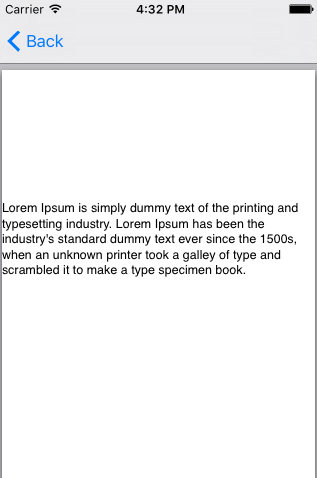 Carrier 4:32 PM
Back
Lorem Ipsum is simply dummy text of the printing and
typesetting industry. Lorem Ipsum has been the
industry's standard dummy text ever since the 1500s,
when an unknown printer took a galley of type and
scrambled it to make a type specimen book.